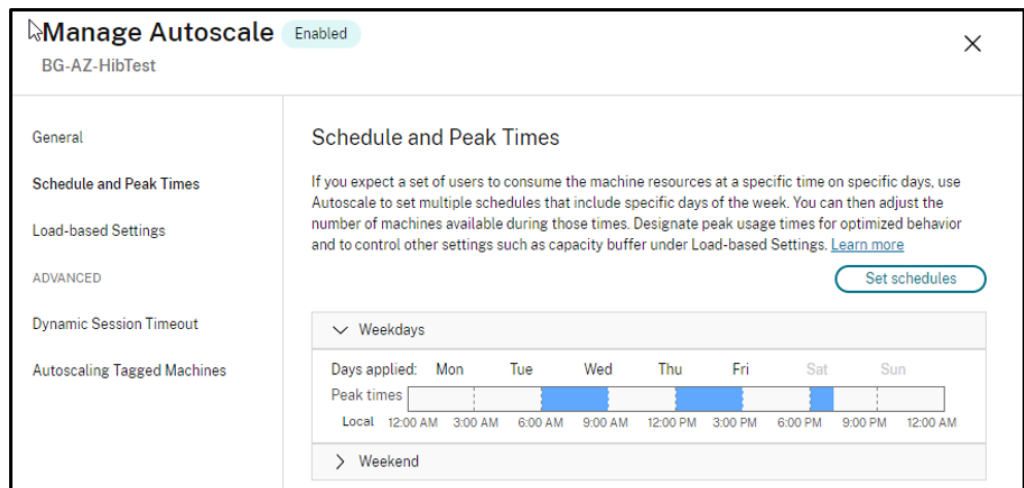 Manage Autoscale Enabled
BG-AZ-HibTest
General
Schedule and Peak Times
Load-based Settings
ADVANCED
Dynamic Session Timeout
Autoscaling Tagged Machines
Schedule and Peak Times
If you expect a set of users to consume the machine resources at a specific time on specific days, use
Autoscale to set multiple schedules that include specific days of the week. You can then adjust the
number of machines available during those times. Designate peak usage times for optimized behavior
and to control other settings such as capacity buffer under Load-based Settings. Learn more
Set schedules
Weekdays
Days applied: Mon Tue Wed Thu Fri Sat Sun
Peak times
Local 12:00 AM 3:00 AM 6:00 AM 9:00 AM 12:00 PM 3:00 PM 6:00 PM 9:00 PM 12:00 AM
Weekend